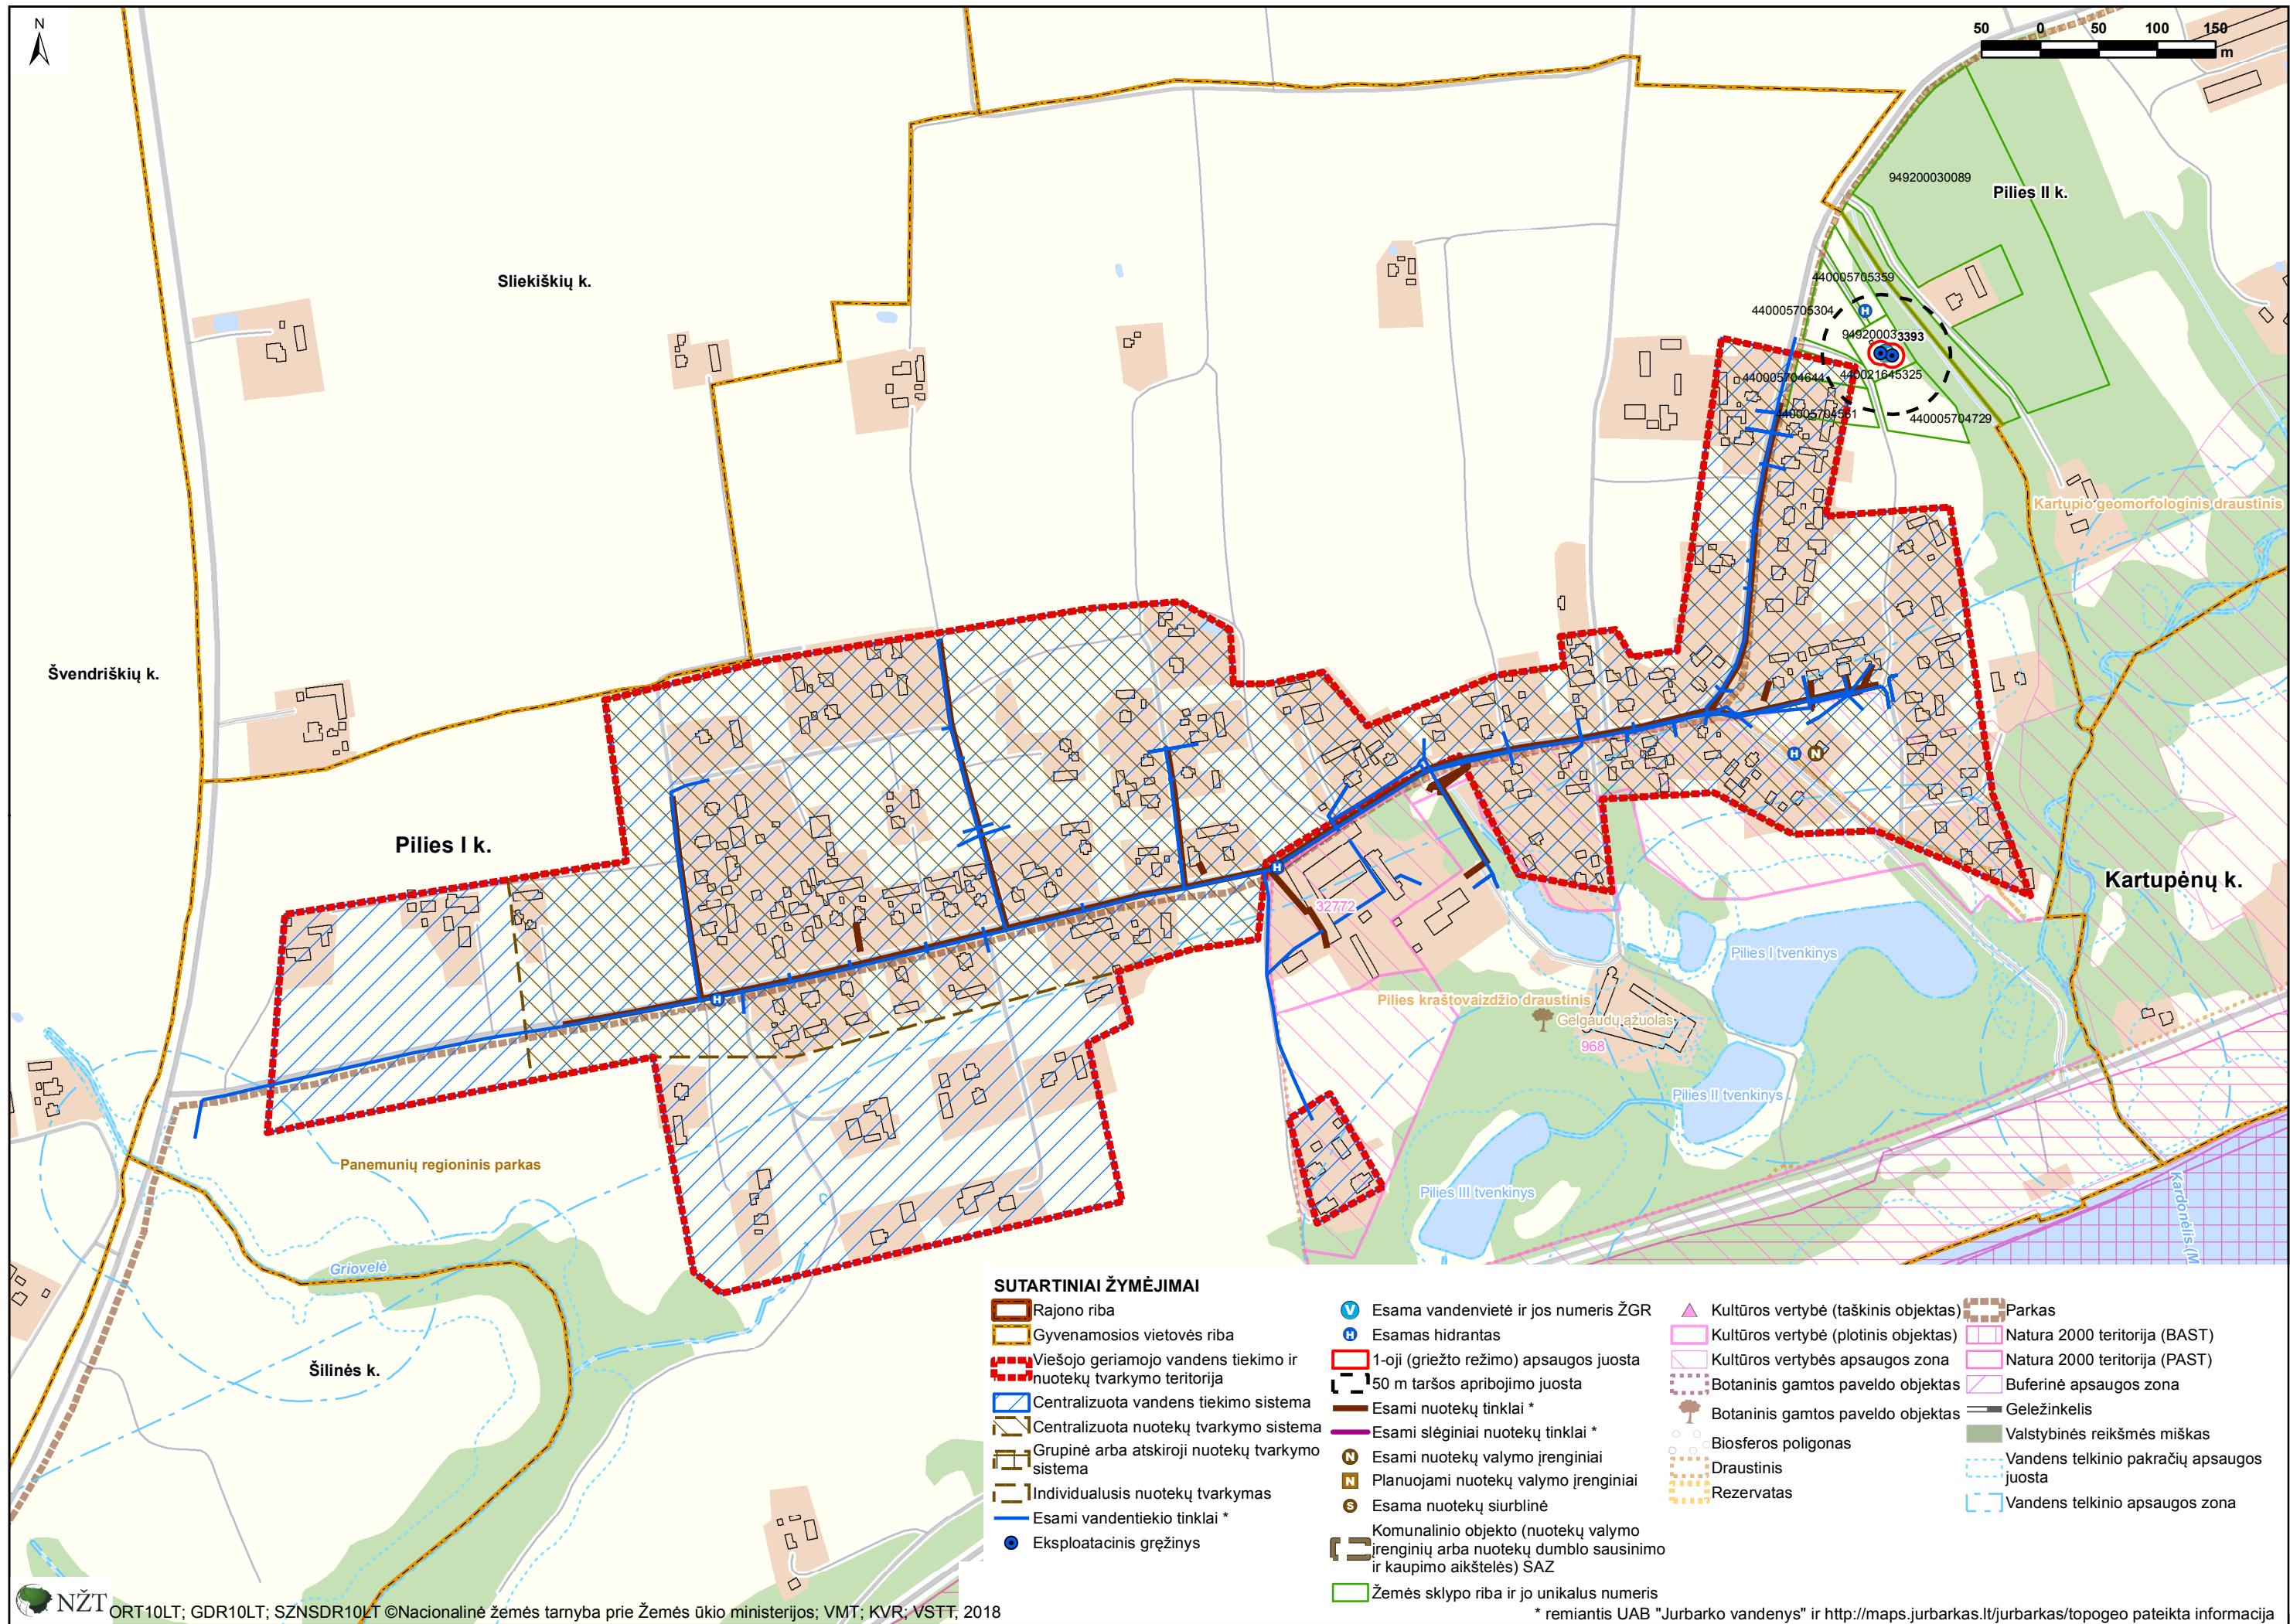 N
50 0 50 100 150
m
949200030089
Pilies II k.
Sliekiškių k.
440005705359
440005705304
94920003
3393
440005704644
440021645325
440005704561
440005704729
Kartupio geomorfologinis draustinis
Švendriškių k.
H
H N
Pilies I k.
H
Kartupėnų k.
32772
Pilies I tvenkinys
H
Pilies kraštovaizdžio draustinis
Gelgaudų ąžuolas
968
Pilies II tvenkinys
Panemunių regioninis parkas
Pilies III tvenkinys
Kardonėlis (M
Griovelė
Šilinės k.
SUTARTINIAI ŽYMĖJIMAI
Rajono riba
Gyvenamosios vietovės riba
Viešojo geriamojo vandens tiekimo ir
nuotekų tvarkymo teritorija
Centralizuota vandens tiekimo sistema
Centralizuota nuotekų tvarkymo sistema
Grupinė arba atskiroji nuotekų tvarkymo
sistema
Individualusis nuotekų tvarkymas
Esami vandentiekio tinklai *
Eksploatacinis gręžinys
V Esama vandenvietė ir jos numeris ŽGR
H Esamas hidrantas
1-oji (griežto režimo) apsaugos juosta
50 m taršos apribojimo juosta
Esami nuotekų tinklai *
Esami slėginiai nuotekų tinklai *
N Esami nuotekų valymo įrenginiai
N Planuojami nuotekų valymo įrenginiai
S Esama nuotekų siurblinė
Komunalinio objekto (nuotekų valymo
įrenginių arba nuotekų dumblo sausinimo
ir kaupimo aikštelės) SAZ
Žemės sklypo riba ir jo unikalus numeris
Kultūros vertybė (taškinis objektas)
Kultūros vertybė (plotinis objektas)
Kultūros vertybės apsaugos zona
Botaninis gamtos paveldo objektas
Botaninis gamtos paveldo objektas
Biosferos poligonas
Draustinis
Rezervatas
Parkas
Natura 2000 teritorija (BAST)
Natura 2000 teritorija (PAST)
Buferinė apsaugos zona
Geležinkelis
Valstybinės reikšmės miškas
Vandens telkinio pakračių apsaugos
juosta
Vandens telkinio apsaugos zona
NŽT ORT10LT; GDR10LT; SZNSDR10LT ©Nacionalinė žemės tarnyba prie Žemės ūkio ministerijos; VMT; KVR; VSTT, 2018
* remiantis UAB "Jurbarko vandenys" ir http://maps.jurbarkas.lt/jurbarkas/topogeo pateikta informacija